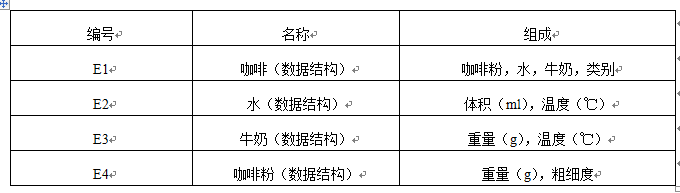 编号 名称 组成
E1 咖啡（数据结构） 咖啡粉，水，牛奶，类别
E2 水（数据结构） 体积（ml），温度（℃）
E3 牛奶（数据结构） 重量（g），温度（℃）
E4 咖啡粉（数据结构） 重量（g），粗细度